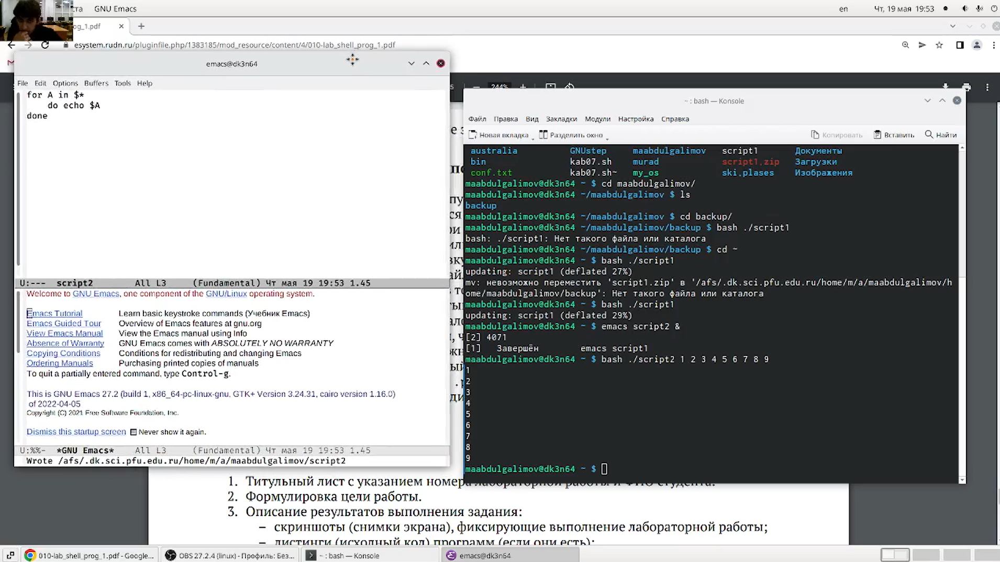 ста GNU Emacs
en Чт, 19 мая 19:53
og_1.pdf
esystem.rudn.ru/pluginfile.php/1383185/mod_resource/content/4/010-lab_shell_prog_1.pdf
244%
emacs@dk3n64
File Edit Options Buffers Tools Help
for A in $*
do echo $A
done
U:--- script2 All L3 (Fundamental) Чт мая 19 19:53 1.45
Welcome to GNU Emacs, one component of the GNU/Linux operating system.
Emacs Tutorial Learn basic keystroke commands (Учебник Emacs)
Emacs Guided Tour Overview of Emacs features at gnu.org
View Emacs Manual View the Emacs manual using Info
Absence of Warranty GNU Emacs comes with ABSOLUTELY NO WARRANTY
Copying Conditions Conditions for redistributing and changing Emacs
Ordering Manuals Purchasing printed copies of manuals
To quit a partially entered command, type Control-g.
This is GNU Emacs 27.2 (build 1, x86_64-pc-linux-gnu, GTK+ Version 3.24.31, cairo version 1.16.0)
of 2022-04-05
Copyright (C) 2021 Free Software Foundation, Inc.
Dismiss this startup screen Never show it again.
U:%%- *GNU Emacs* All L3 (Fundamental) Чт мая 19 19:53 1.45
Wrote /afs/.dk.sci.pfu.edu.ru/home/m/a/maabdulgalimov/script2
~ : bash — Konsole
Файл Правка Вид Закладки Модули Настройка Справка
Новая вкладка Разделить окно Копировать Вставить Найти
australia GNUstep maabdulgalimov script1 Документы
bin kab07.sh murad script1.zip Загрузки
conf.txt kab07.sh~ my_os ski.plases Изображения
maabdulgalimov@dk3n64 ~ $ cd maabdulgalimov/
maabdulgalimov@dk3n64 ~/maabdulgalimov $ ls
backup
maabdulgalimov@dk3n64 ~/maabdulgalimov $ cd backup/
maabdulgalimov@dk3n64 ~/maabdulgalimov/backup $ bash ./script1
bash: ./script1: Нет такого файла или каталога
maabdulgalimov@dk3n64 ~/maabdulgalimov/backup $ cd ~
maabdulgalimov@dk3n64 ~ $ bash ./script1
updating: script1 (deflated 27%)
mv: невозможно переместить 'script1.zip' в '/afs/.dk.sci.pfu.edu.ru/home/m/a/maabdulgalimov/h
ome/maabdulgalimov/backup': Нет такого файла или каталога
maabdulgalimov@dk3n64 ~ $ bash ./script1
updating: script1 (deflated 29%)
maabdulgalimov@dk3n64 ~ $ emacs script2 &
[2] 4071
[1] Завершён emacs script1
maabdulgalimov@dk3n64 ~ $ bash ./script2 1 2 3 4 5 6 7 8 9
1
2
3
4
5
6
7
8
9
maabdulgalimov@dk3n64 ~ $
1. Титульный лист с указанием номера лабораторной работы и ФИО студента.
2. Формулировка цели работы.
3. Описание результатов выполнения задания:
– скриншоты (снимки экрана), фиксирующие выполнение лабораторной работы;
– листинги (исходный код) программ (если они есть);
010-lab_shell_prog_1.pdf - Google... OBS 27.2.4 (linux) - Профиль: Без... ~ : bash — Konsole emacs@dk3n64